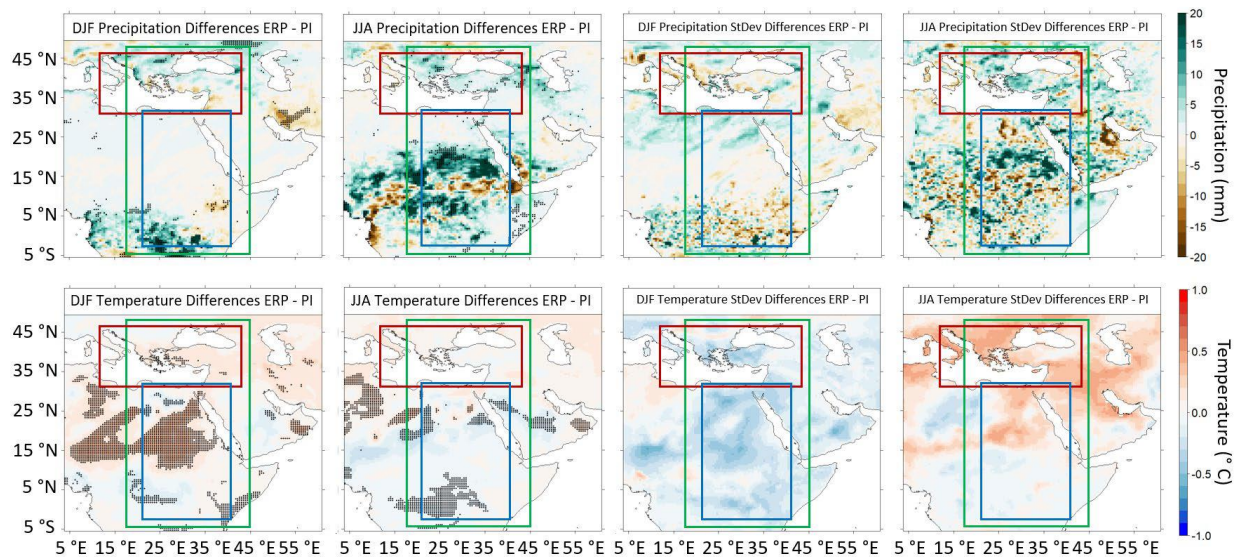 DJF Precipitation Differences ERP - PI
JJA Precipitation Differences ERP - PI
DJF Precipitation StDev Differences ERP - PI
JJA Precipitation StDev Differences ERP - PI
45 °N
35 °N
25 °N
15 °N
5 °N
5 °S
20
15
10
5
0
-5
-10
-15
-20
Precipitation (mm)
DJF Temperature Differences ERP - PI
JJA Temperature Differences ERP - PI
DJF Temperature StDev Differences ERP - PI
JJA Temperature StDev Differences ERP - PI
45 °N
35 °N
25 °N
15 °N
5 °N
5 °S
1.0
0.5
0.0
-0.5
-1.0
Temperature (° C)
5 °E 15 °E 25 °E 35 °E 45 °E 55 °E
5 °E 15 °E 25 °E 35 °E 45 °E 55 °E
5 °E 15 °E 25 °E 35 °E 45 °E 55 °E
5 °E 15 °E 25 °E 35 °E 45 °E 55 °E